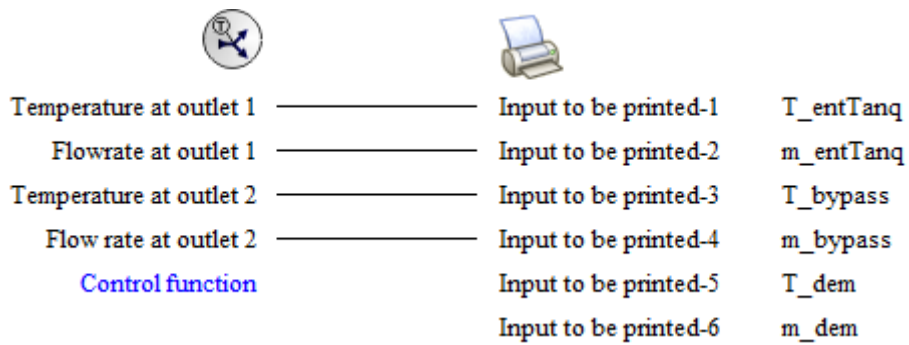 T
Temperature at outlet 1 Input to be printed-1 T_entTanq
Flowrate at outlet 1 Input to be printed-2 m_entTanq
Temperature at outlet 2 Input to be printed-3 T_bypass
Flow rate at outlet 2 Input to be printed-4 m_bypass
Control function Input to be printed-5 T_dem
Input to be printed-6 m_dem